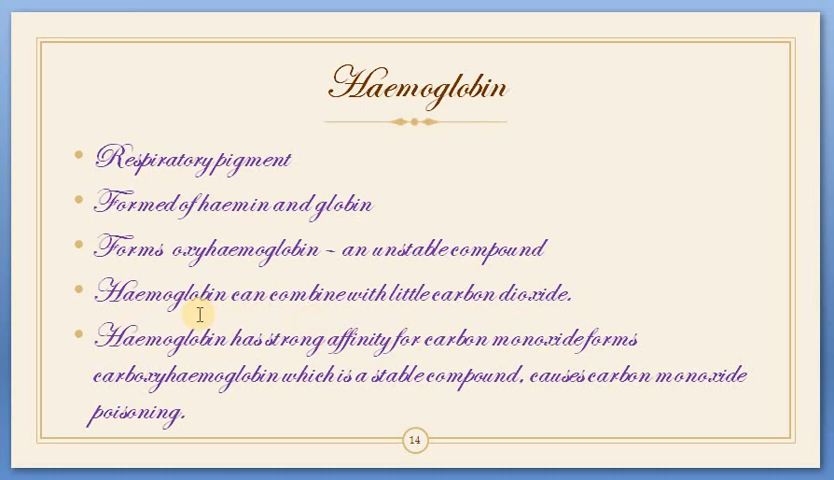 Haemoglobin
• Respiratory pigment
• Formed of haemin and globin
• Forms oxyhaemoglobin – an unstable compound
• Haemoglobin can combine with little carbon dioxide.
• Haemoglobin has strong affinity for carbon monoxide forms
carboxyhaemoglobin which is a stable compound, causes carbon monoxide
poisoning.
14